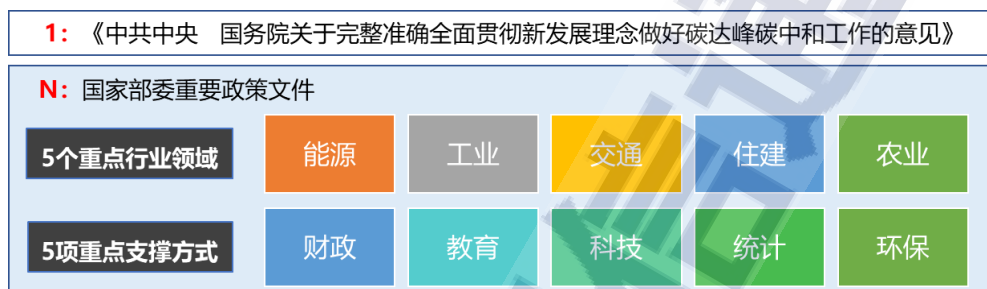 1：《中共中央 国务院关于完整准确全面贯彻新发展理念做好碳达峰碳中和工作的意见》
N：国家部委重要政策文件
5个重点行业领域 能源 工业 交通 住建 农业
5项重点支撑方式 财政 教育 科技 统计 环保